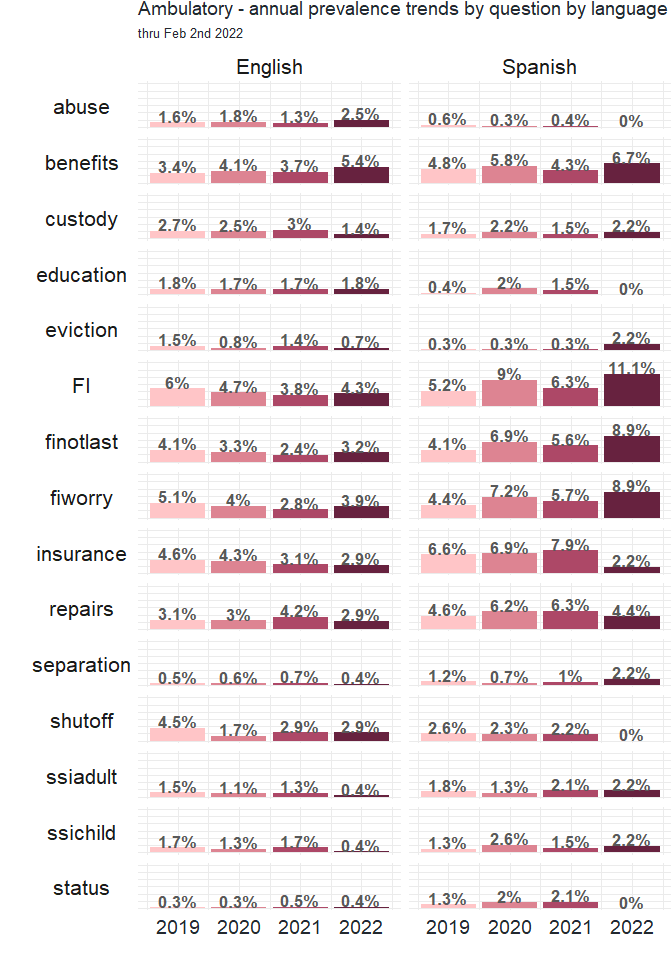 Ambulatory - annual prevalence trends by question by language
thru Feb 2nd 2022
English Spanish
abuse 1.6% 1.8% 1.3% 2.5% 0.6% 0.3% 0.4% 0%
benefits 3.4% 4.1% 3.7% 5.4% 4.8% 5.8% 4.3% 6.7%
custody 2.7% 2.5% 3% 1.4% 1.7% 2.2% 1.5% 2.2%
education 1.8% 1.7% 1.7% 1.8% 0.4% 2% 1.5% 0%
eviction 1.5% 0.8% 1.4% 0.7% 0.3% 0.3% 0.3% 2.2%
FI 6% 4.7% 3.8% 4.3% 5.2% 9% 6.3% 11.1%
finotlast 4.1% 3.3% 2.4% 3.2% 4.1% 6.9% 5.6% 8.9%
fiworry 5.1% 4% 2.8% 3.9% 4.4% 7.2% 5.7% 8.9%
insurance 4.6% 4.3% 3.1% 2.9% 6.6% 6.9% 7.9% 2.2%
repairs 3.1% 3% 4.2% 2.9% 4.6% 6.2% 6.3% 4.4%
separation 0.5% 0.6% 0.7% 0.4% 1.2% 0.7% 1% 2.2%
shutoff 4.5% 1.7% 2.9% 2.9% 2.6% 2.3% 2.2% 0%
ssiadult 1.5% 1.1% 1.3% 0.4% 1.8% 1.3% 2.1% 2.2%
ssichild 1.7% 1.3% 1.7% 0.4% 1.3% 2.6% 1.5% 2.2%
status 0.3% 0.3% 0.5% 0.4% 1.3% 2% 2.1% 0%
2019 2020 2021 2022 2019 2020 2021 2022